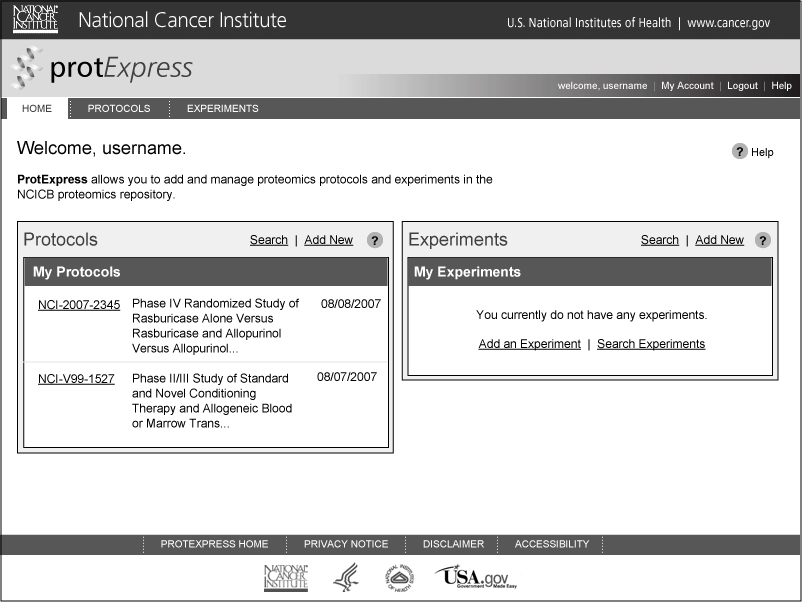 NATIONAL CANCER INSTITUTE
National Cancer Institute
U.S. National Institutes of Health | www.cancer.gov
protExpress
welcome, username | My Account | Logout | Help
HOME
PROTOCOLS
EXPERIMENTS
Welcome, username.
? Help
ProtExpress allows you to add and manage proteomics protocols and experiments in the
NCICB proteomics repository.
Protocols
Search | Add New ?
My Protocols
NCI-2007-2345
Phase IV Randomized Study of
Rasburicase Alone Versus
Rasburicase and Allopurinol
Versus Allopurinol...
08/08/2007
NCI-V99-1527
Phase II/III Study of Standard
and Novel Conditioning
Therapy and Allogeneic Blood
or Marrow Trans...
08/07/2007
Experiments
Search | Add New ?
My Experiments
You currently do not have any experiments.
Add an Experiment | Search Experiments
PROTEXPRESS HOME
PRIVACY NOTICE
DISCLAIMER
ACCESSIBILITY
NATIONAL CANCER INSTITUTE
NATIONAL INSTITUTES OF HEALTH
USA.gov
Government Made Easy